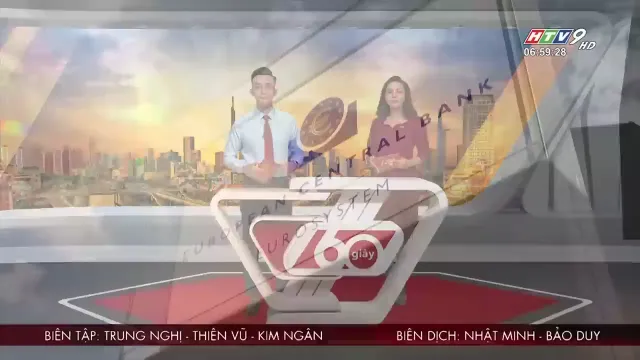 HTV9 HD
06:59:28
EUROPEAN CENTRAL BANK
EUROSYSTEM
60
giây
BIÊN TẬP: TRUNG NGHỊ - THIÊN VŨ - KIM NGÂN
BIÊN DỊCH: NHẬT MINH - BẢO DUY